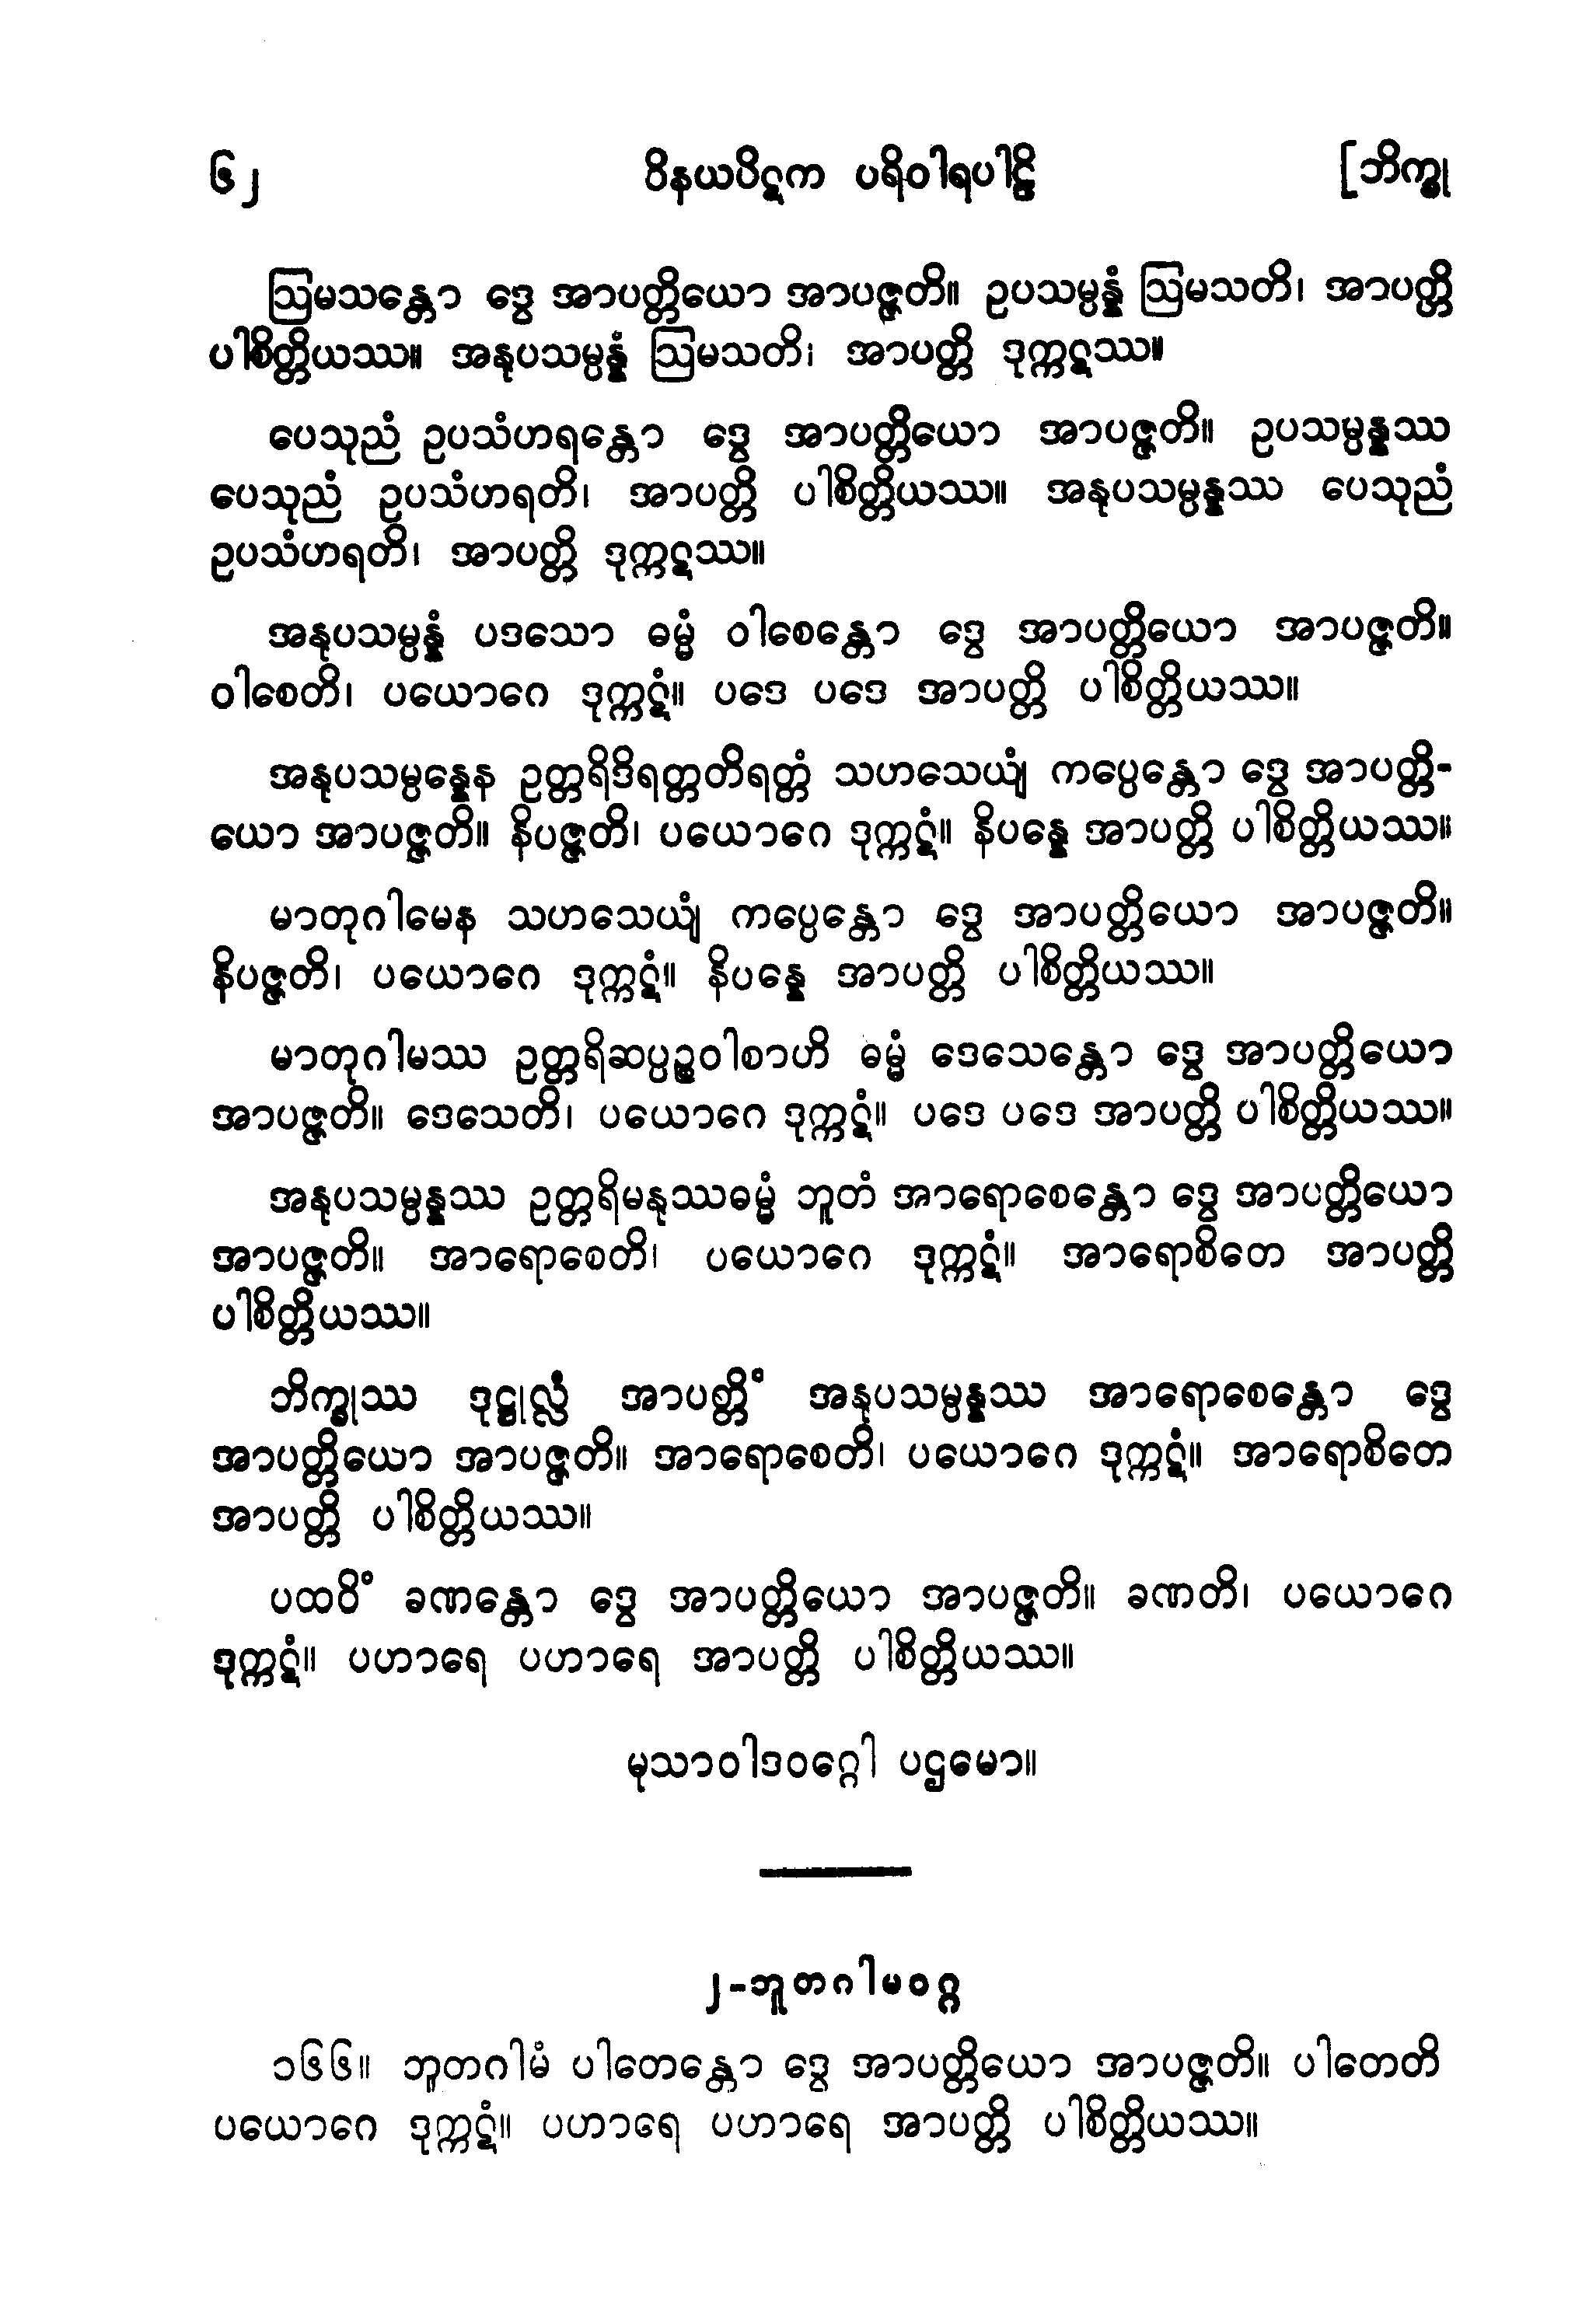 ၆၂ ဝိနယပိဋက ပရိဝါရပါဠိ [ဘိက္ခု
ဩမသန္တော ဒွေ အာပတ္တိယော အာပဇ္ဇတိ။ ဥပသမ္ပန္နံ ဩမသတိ၊ အာပတ္တိ
ပါစိတ္တိယဿ။ အနုပသမ္ပန္နံ ဩမသတိ၊ အာပတ္တိ ဒုက္ကဋဿ။
ပေသုညံ ဥပသံဟရန္တော ဒွေ အာပတ္တိယော အာပဇ္ဇတိ။ ဥပသမ္ပန္နဿ
ပေသုညံ ဥပသံဟရတိ၊ အာပတ္တိ ပါစိတ္တိယဿ။ အနုပသမ္ပန္နဿ ပေသုညံ
ဥပသံဟရတိ၊ အာပတ္တိ ဒုက္ကဋဿ။
အနုပသမ္ပန္နံ ပဒသော ဓမ္မံ ဝါစေန္တော ဒွေ အာပတ္တိယော အာပဇ္ဇတိ။
ဝါစေတိ၊ ပယောဂေ ဒုက္ကဋံ။ ပဒေ ပဒေ အာပတ္တိ ပါစိတ္တိယဿ။
အနုပသမ္ပန္နေန ဥတ္တရိဒိရတ္တတိရတ္တံ သဟသေယျံ ကပ္ပေန္တော ဒွေ အာပတ္တိ-
ယော အာပဇ္ဇတိ။ နိပဇ္ဇတိ၊ ပယောဂေ ဒုက္ကဋံ။ နိပန္နေ အာပတ္တိ ပါစိတ္တိယဿ။
မာတုဂါမေန သဟသေယျံ ကပ္ပေန္တော ဒွေ အာပတ္တိယော အာပဇ္ဇတိ။
နိပဇ္ဇတိ၊ ပယောဂေ ဒုက္ကဋံ။ နိပန္နေ အာပတ္တိ ပါစိတ္တိယဿ။
မာတုဂါမဿ ဥတ္တရိဆပ္ပဉ္စဝါစာဟိ ဓမ္မံ ဒေသေန္တော ဒွေ အာပတ္တိယော
အာပဇ္ဇတိ။ ဒေသေတိ၊ ပယောဂေ ဒုက္ကဋံ။ ပဒေ ပဒေ အာပတ္တိ ပါစိတ္တိယဿ။
အနုပသမ္ပန္နဿ ဥတ္တရိမနုဿဓမ္မံ ဘူတံ အာရောစေန္တော ဒွေ အာပတ္တိယော
အာပဇ္ဇတိ။ အာရောစေတိ၊ ပယောဂေ ဒုက္ကဋံ။ အာရောစိတေ အာပတ္တိ
ပါစိတ္တိယဿ။
ဘိက္ခုဿ ဒုဋ္ဌုလ္လံ အာပတ္တိံ အနုပသမ္ပန္နဿ အာရောစေန္တော ဒွေ
အာပတ္တိယော အာပဇ္ဇတိ။ အာရောစေတိ၊ ပယောဂေ ဒုက္ကဋံ။ အာရောစိတေ
အာပတ္တိ ပါစိတ္တိယဿ။
ပထဝိံ ခဏန္တော ဒွေ အာပတ္တိယော အာပဇ္ဇတိ။ ခဏတိ၊ ပယောဂေ
ဒုက္ကဋံ။ ပဟာရေ ပဟာရေ အာပတ္တိ ပါစိတ္တိယဿ။
မုသာဝါဒဝဂ္ဂေါ ပဌမော။
၂-ဘူတဂါမဝဂ္ဂ
၁၆၆။ ဘူတဂါမံ ပါတေန္တော ဒွေ အာပတ္တိယော အာပဇ္ဇတိ။ ပါတေတိ
ပယောဂေ ဒုက္ကဋံ။ ပဟာရေ ပဟာရေ အာပတ္တိ ပါစိတ္တိယဿ။